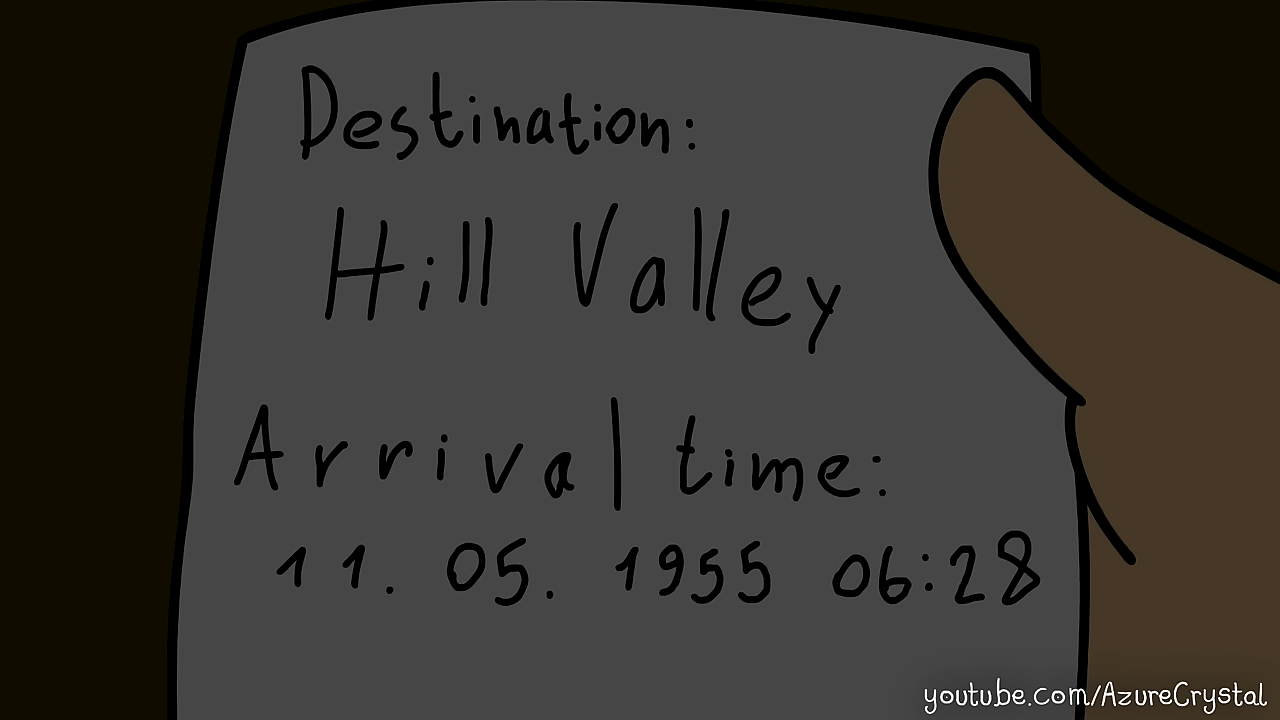 Destination:
Hill Valley
Arrival time:
11. 05. 1955 06:28
youtube.com/AzureCrystal